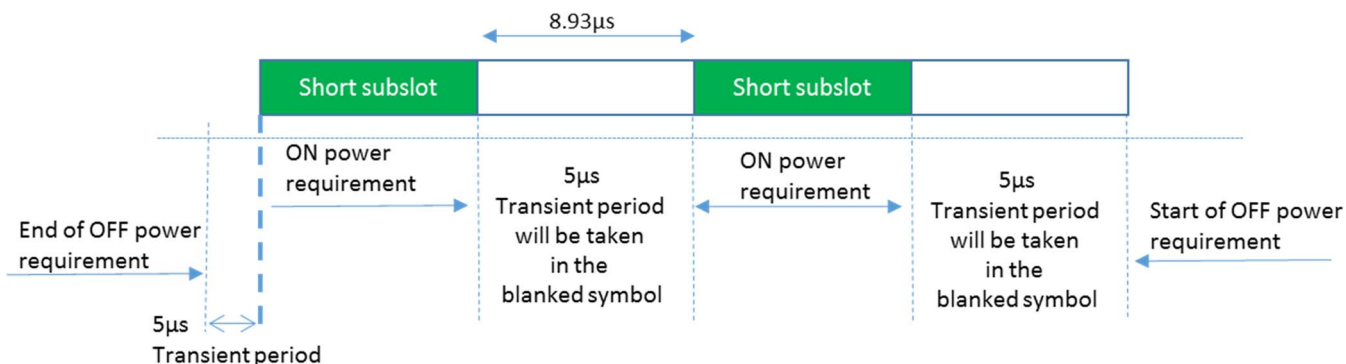 8.93µs
Short subslot
Short subslot
ON power
requirement
5µs
Transient period
will be taken
in the
blanked symbol
ON power
requirement
5µs
Transient period
will be taken
in the
blanked symbol
End of OFF power
requirement
Start of OFF power
requirement
5µs
Transient period